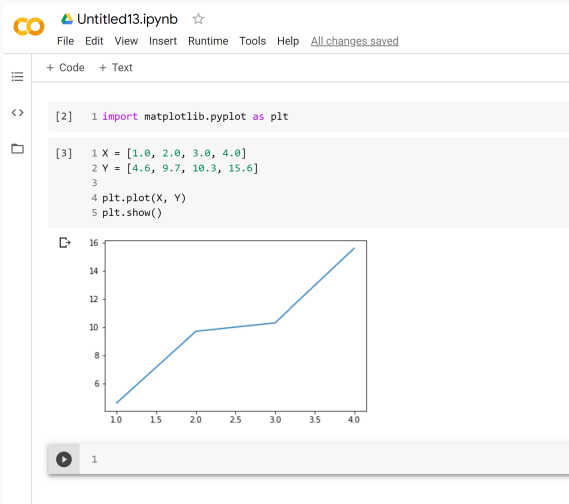 Untitled13.ipynb
File Edit View Insert Runtime Tools Help All changes saved
+ Code + Text
[2] 1 import matplotlib.pyplot as plt
[3] 1 X = [1.0, 2.0, 3.0, 4.0]
2 Y = [4.6, 9.7, 10.3, 15.6]
3
4 plt.plot(X, Y)
5 plt.show()
16
14
12
10
8
6
1.0 1.5 2.0 2.5 3.0 3.5 4.0
1